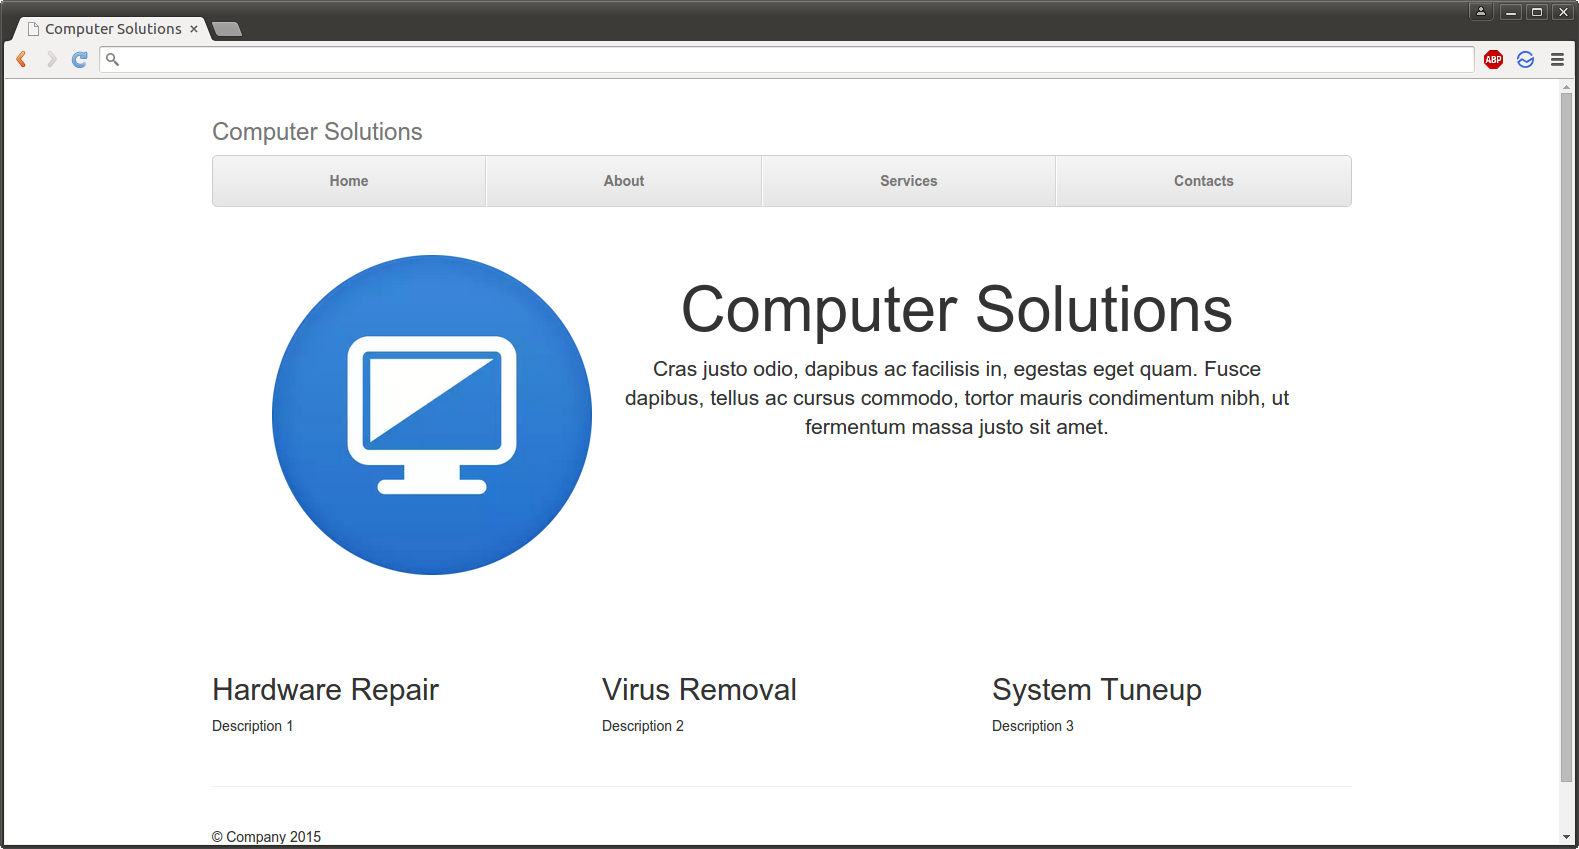 Computer Solutions
ABP
Computer Solutions
Home About Services Contacts
Computer Solutions
Cras justo odio, dapibus ac facilisis in, egestas eget quam. Fusce
dapibus, tellus ac cursus commodo, tortor mauris condimentum nibh, ut
fermentum massa justo sit amet.
Hardware Repair Virus Removal System Tuneup
Description 1 Description 2 Description 3
© Company 2015